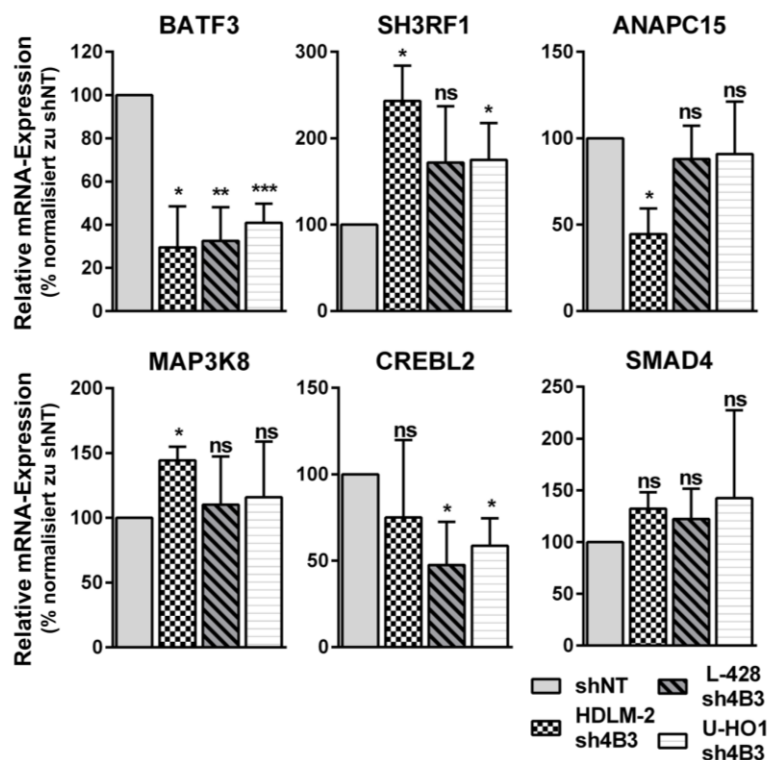 BATF3
SH3RF1
ANAPC15
Relative mRNA-Expression
(% normalisiert zu shNT)
120
100
80
60
40
20
0
*
**
***
300
200
100
0
*
ns
*
150
100
50
0
*
ns
ns
MAP3K8
CREBL2
SMAD4
Relative mRNA-Expression
(% normalisiert zu shNT)
200
150
100
50
0
*
ns
ns
150
100
50
0
ns
*
*
250
200
150
100
50
0
ns
ns
ns
shNT
L-428
sh4B3
HDLM-2
sh4B3
U-HO1
sh4B3